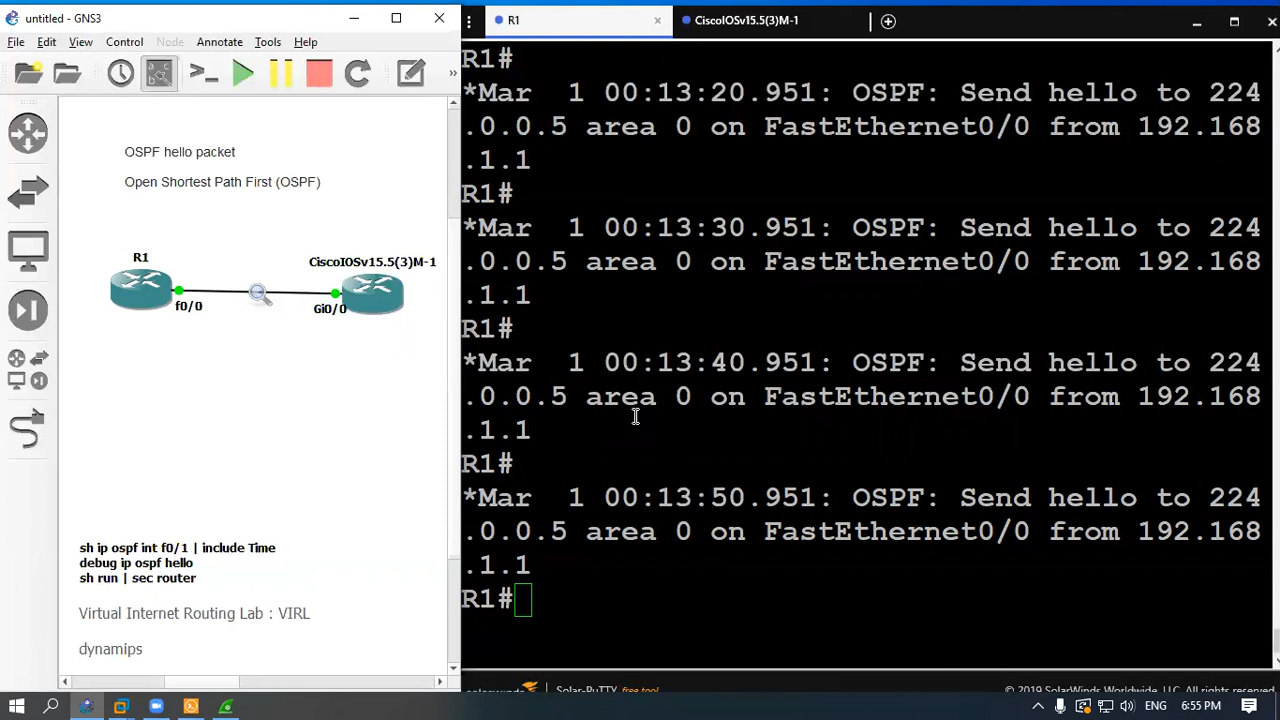 untitled - GNS3
File Edit View Control Node Annotate Tools Help
OSPF hello packet
Open Shortest Path First (OSPF)
R1
CiscoIOSv15.5(3)M-1
f0/0
Gi0/0
sh ip ospf int f0/1 | include Time
debug ip ospf hello
sh run | sec router
Virtual Internet Routing Lab : VIRL
dynamips
R1
CiscoIOSv15.5(3)M-1
R1#
*Mar  1 00:13:20.951: OSPF: Send hello to 224
.0.0.5 area 0 on FastEthernet0/0 from 192.168
.1.1
R1#
*Mar  1 00:13:30.951: OSPF: Send hello to 224
.0.0.5 area 0 on FastEthernet0/0 from 192.168
.1.1
R1#
*Mar  1 00:13:40.951: OSPF: Send hello to 224
.0.0.5 area 0 on FastEthernet0/0 from 192.168
.1.1
R1#
*Mar  1 00:13:50.951: OSPF: Send hello to 224
.0.0.5 area 0 on FastEthernet0/0 from 192.168
.1.1
R1#
Solar-PuTTY free tool
© 2019 SolarWinds Worldwide, LLC. All rights reserved.
ENG 6:55 PM